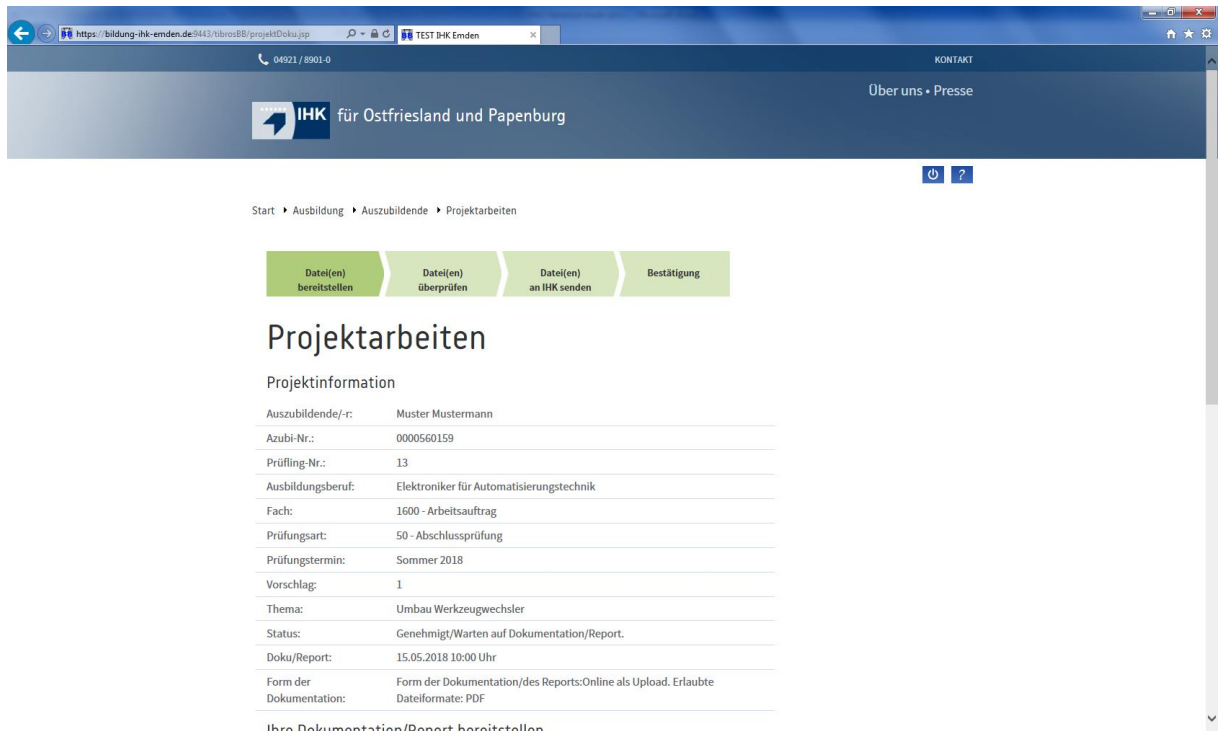 https://bildung-ihk-emden.de:9443/tibrosBB/projektDoku.jsp
TEST IHK Emden
04921 / 8901-0
KONTAKT
Über uns • Presse
IHK für Ostfriesland und Papenburg
?
Start ‣ Ausbildung ‣ Auszubildende ‣ Projektarbeiten
Datei(en)
bereitstellen
Datei(en)
überprüfen
Datei(en)
an IHK senden
Bestätigung
Projektarbeiten
Projektinformation
Auszubildende/-r: Muster Mustermann
Azubi-Nr.: 0000560159
Prüfling-Nr.: 13
Ausbildungsberuf: Elektroniker für Automatisierungstechnik
Fach: 1600 - Arbeitsauftrag
Prüfungsart: 50 - Abschlussprüfung
Prüfungstermin: Sommer 2018
Vorschlag: 1
Thema: Umbau Werkzeugwechsler
Status: Genehmigt/Warten auf Dokumentation/Report.
Doku/Report: 15.05.2018 10:00 Uhr
Form der Dokumentation: Form der Dokumentation/des Reports:Online als Upload. Erlaubte
Dateiformate: PDF
Ihre Dokumentation/Report bereitstellen